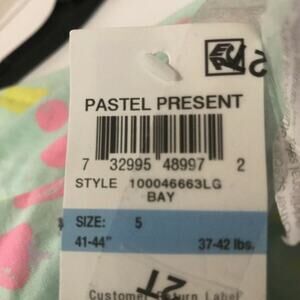 PASTEL PRESENT
7 32995 48997 2
STYLE 100046663LG
BAY
SIZE: 5
41-44" 37-42 lbs.
2T
Customer Return Label